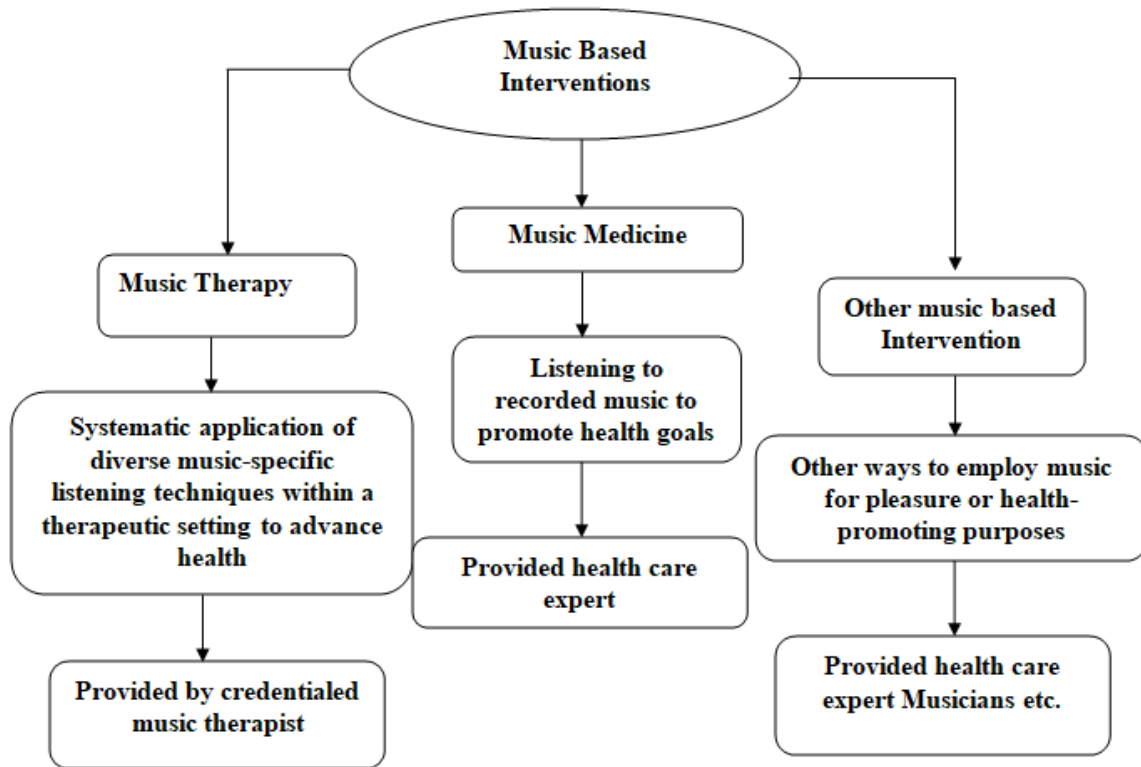 Music Based
Interventions
Music Therapy
Systematic application of
diverse music-specific
listening techniques within a
therapeutic setting to advance
health
Provided by credentialed
music therapist
Music Medicine
Listening to
recorded music to
promote health goals
Provided health care
expert
Other music based
Intervention
Other ways to employ music
for pleasure or health-
promoting purposes
Provided health care
expert Musicians etc.